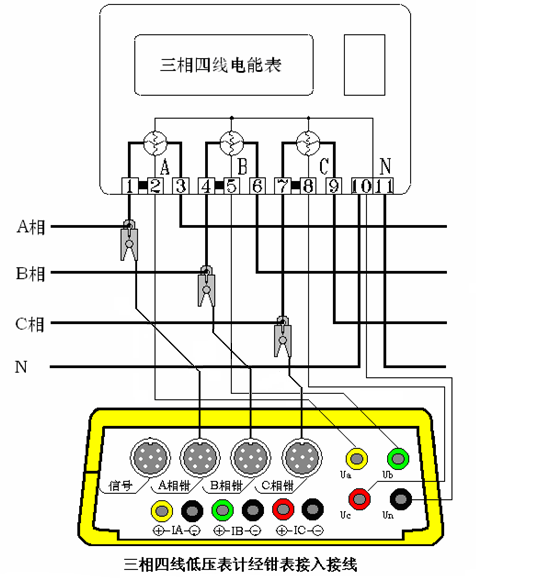 三相四线电能表
A B C N
1 2 3 4 5 6 7 8 9 10 11
A相
B相
C相
N
信号 A相钳 B相钳 C相钳
Ua Ub
Uc Un
⊕ IA ⊖ ⊕ IB ⊖ ⊕ IC ⊖
三相四线低压表计经钳表接入接线